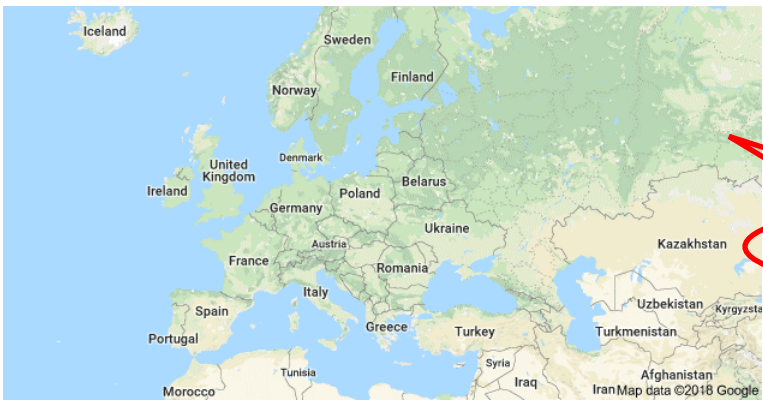 Iceland
Sweden
Finland
Norway
Denmark
United
Kingdom
Ireland
Belarus
Poland
Germany
Ukraine
Austria
Kazakhstan
France
Romania
Italy
Uzbekistan
Kyrgyzsta
Spain
Greece
Turkey
Turkmenistan
Portugal
Syria
Tunisia
Afghanistan
Iraq
Iran
Morocco
Map data ©2018 Google